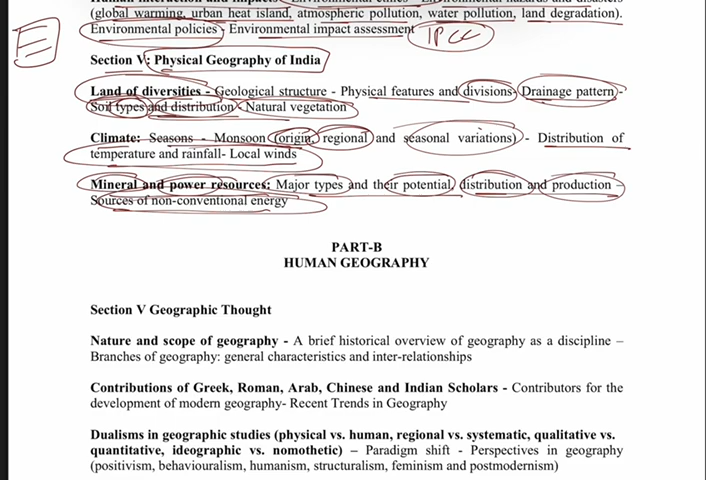 (global warming, urban heat island, atmospheric pollution, water pollution, land degradation).
Environmental policies - Environmental impact assessment IPCC
E
Section V: Physical Geography of India
Land of diversities - Geological structure - Physical features and divisions- Drainage pattern -
Soil types and distribution - Natural vegetation
Climate: Seasons - Monsoon (origin, regional and seasonal variations) - Distribution of
temperature and rainfall- Local winds
Mineral and power resources: Major types and their potential, distribution and production –
Sources of non-conventional energy
PART-B
HUMAN GEOGRAPHY
Section V Geographic Thought
Nature and scope of geography - A brief historical overview of geography as a discipline –
Branches of geography: general characteristics and inter-relationships
Contributions of Greek, Roman, Arab, Chinese and Indian Scholars - Contributors for the
development of modern geography- Recent Trends in Geography
Dualisms in geographic studies (physical vs. human, regional vs. systematic, qualitative vs.
quantitative, ideographic vs. nomothetic) – Paradigm shift - Perspectives in geography
(positivism, behaviouralism, humanism, structuralism, feminism and postmodernism)